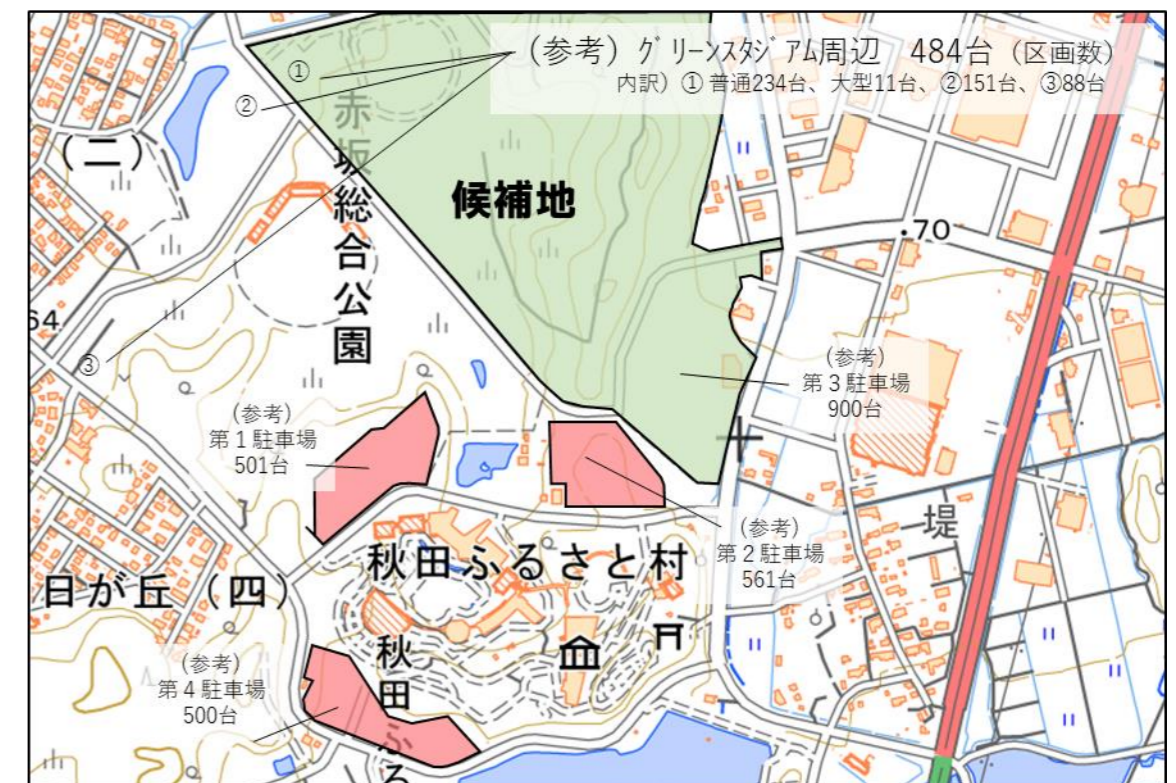 (参考) グリーンスタジアム周辺 484台 (区画数)
内訳) ①普通234台、大型11台、②151台、③88台
①
②
赤坂総合公園
(二)
候補地
.70
64
③
(参考)
第3駐車場
900台
(参考)
第1駐車場
501台
(参考)
第2駐車場
561台
堤
秋田ふるさと村
日が丘(四)
(参考)
第4駐車場
500台
秋田ふる